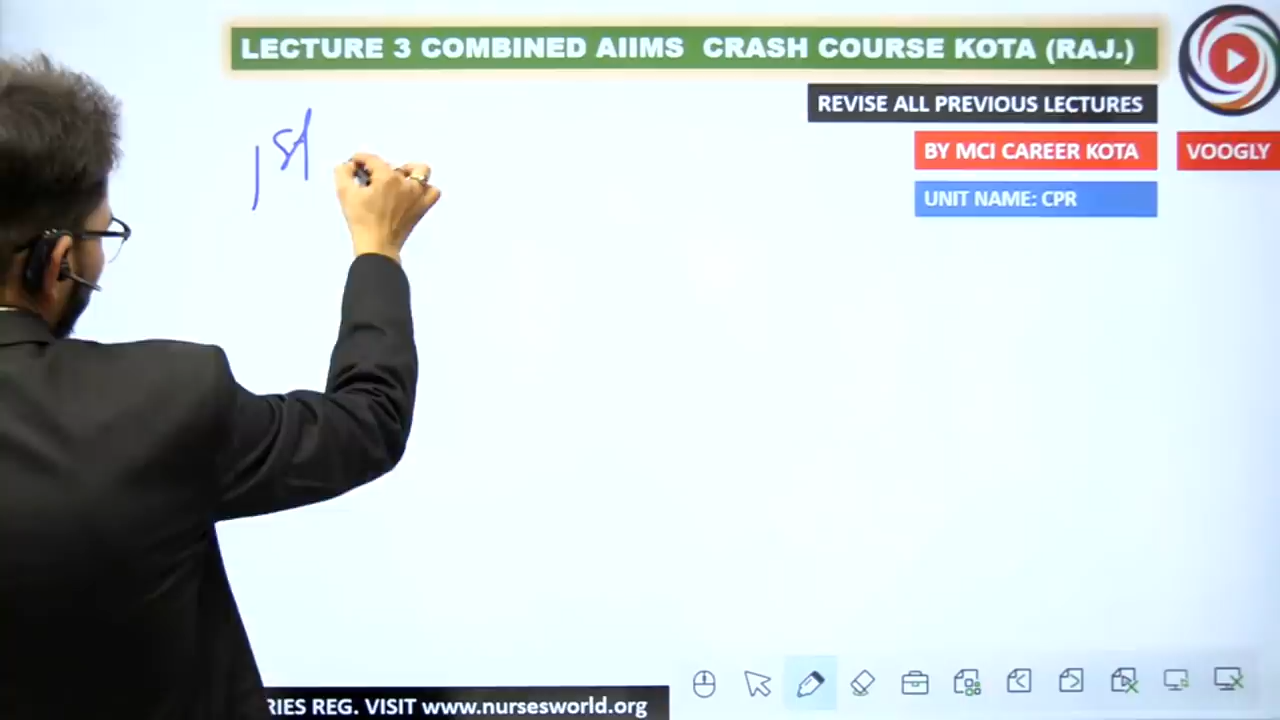 LECTURE 3 COMBINED AIIMS CRASH COURSE KOTA (RAJ.)
REVISE ALL PREVIOUS LECTURES
BY MCI CAREER KOTA
VOOGLY
UNIT NAME: CPR
1st
RIES REG. VISIT www.nursesworld.org